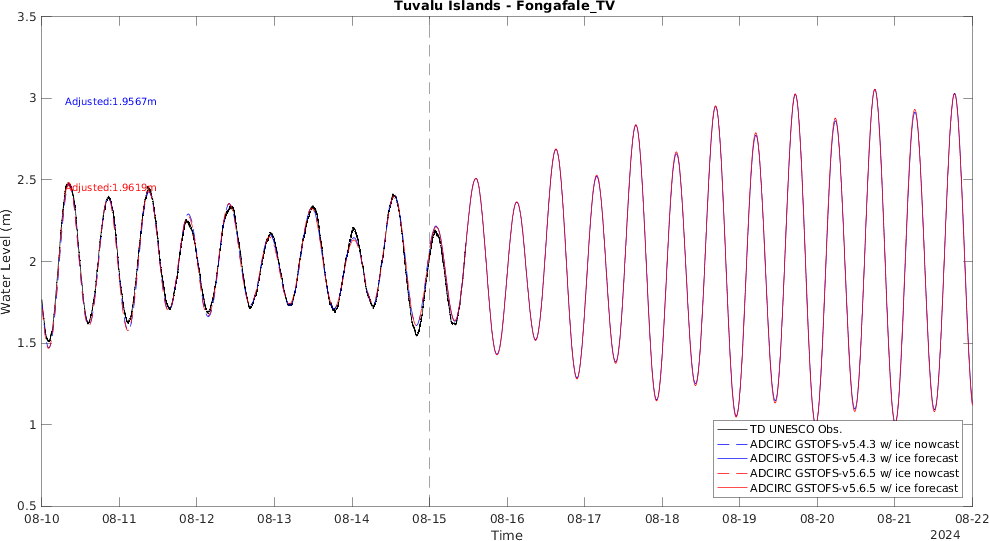 Tuvalu Islands - Fongafale_TV
3.5
3
2.5
2
1.5
1
0.5
Water Level (m)
Adjusted:1.9567m
Adjusted:1.9619m
TD UNESCO Obs.
ADCIRC GSTOFS-v5.4.3 w/ ice nowcast
ADCIRC GSTOFS-v5.4.3 w/ ice forecast
ADCIRC GSTOFS-v5.6.5 w/ ice nowcast
ADCIRC GSTOFS-v5.6.5 w/ ice forecast
08-10 08-11 08-12 08-13 08-14 08-15 08-16 08-17 08-18 08-19 08-20 08-21 08-22
Time
2024